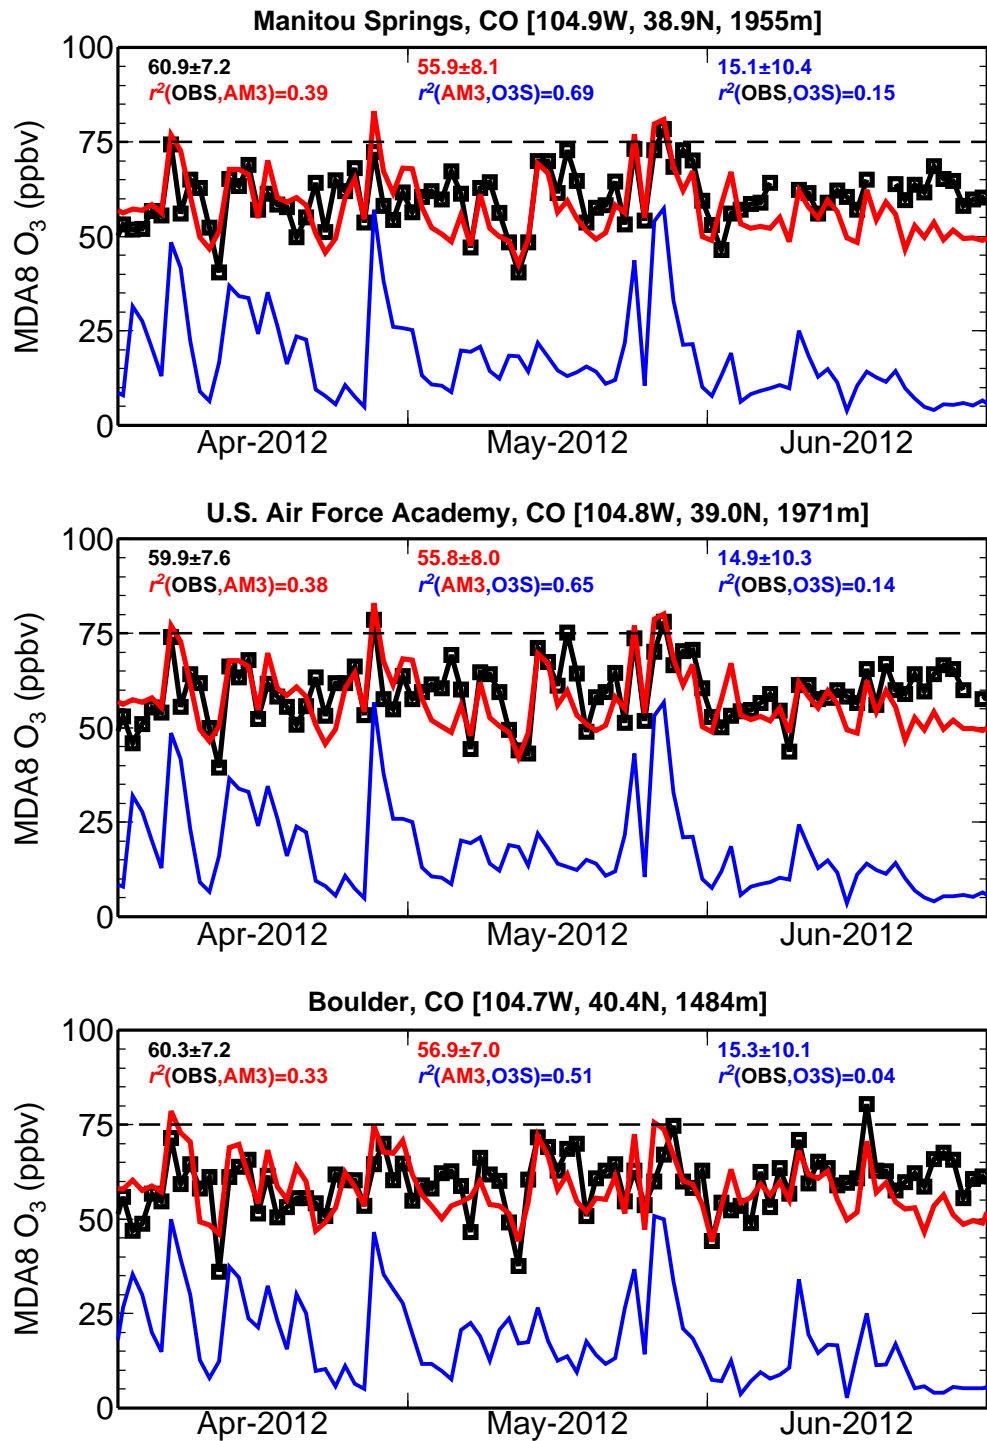 Manitou Springs, CO [104.9W, 38.9N, 1955m]
100
75
50
25
0
MDA8 O3 (ppbv)
60.9±7.2
55.9±8.1
15.1±10.4
r²(OBS,AM3)=0.39
r²(AM3,O3S)=0.69
r²(OBS,O3S)=0.15
Apr-2012
May-2012
Jun-2012
U.S. Air Force Academy, CO [104.8W, 39.0N, 1971m]
100
75
50
25
0
MDA8 O3 (ppbv)
59.9±7.6
55.8±8.0
14.9±10.3
r²(OBS,AM3)=0.38
r²(AM3,O3S)=0.65
r²(OBS,O3S)=0.14
Apr-2012
May-2012
Jun-2012
Boulder, CO [104.7W, 40.4N, 1484m]
100
75
50
25
0
MDA8 O3 (ppbv)
60.3±7.2
56.9±7.0
15.3±10.1
r²(OBS,AM3)=0.33
r²(AM3,O3S)=0.51
r²(OBS,O3S)=0.04
Apr-2012
May-2012
Jun-2012